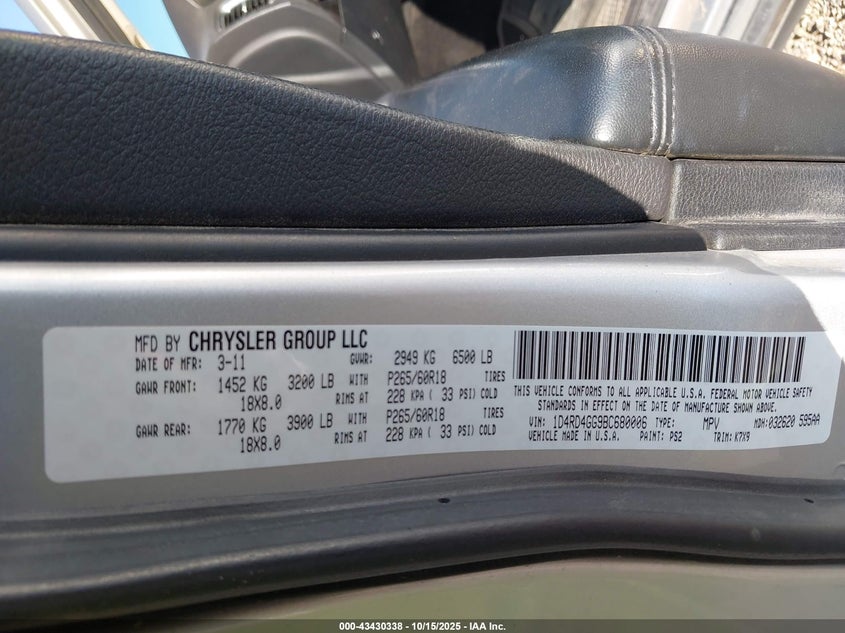 MFD BY CHRYSLER GROUP LLC
DATE OF MFR: 3-11 GVWR: 2949 KG 6500 LB
GAWR FRONT: 1452 KG 3200 LB WITH P265/60R18 TIRES
18X8.0 RIMS AT 228 KPA ( 33 PSI) COLD
GAWR REAR: 1770 KG 3900 LB WITH P265/60R18 TIRES
18X8.0 RIMS AT 228 KPA ( 33 PSI) COLD
THIS VEHICLE CONFORMS TO ALL APPLICABLE U.S.A. FEDERAL MOTOR VEHICLE SAFETY
STANDARDS IN EFFECT ON THE DATE OF MANUFACTURE SHOWN ABOVE.
VIN: 1D4RD4GG9BC680006 TYPE: MPV MDH:032620 595AA
VEHICLE MADE IN U.S.A. PAINT: PS2 TRIM: K7X9
000-43430338 - 10/15/2025 - IAA Inc.